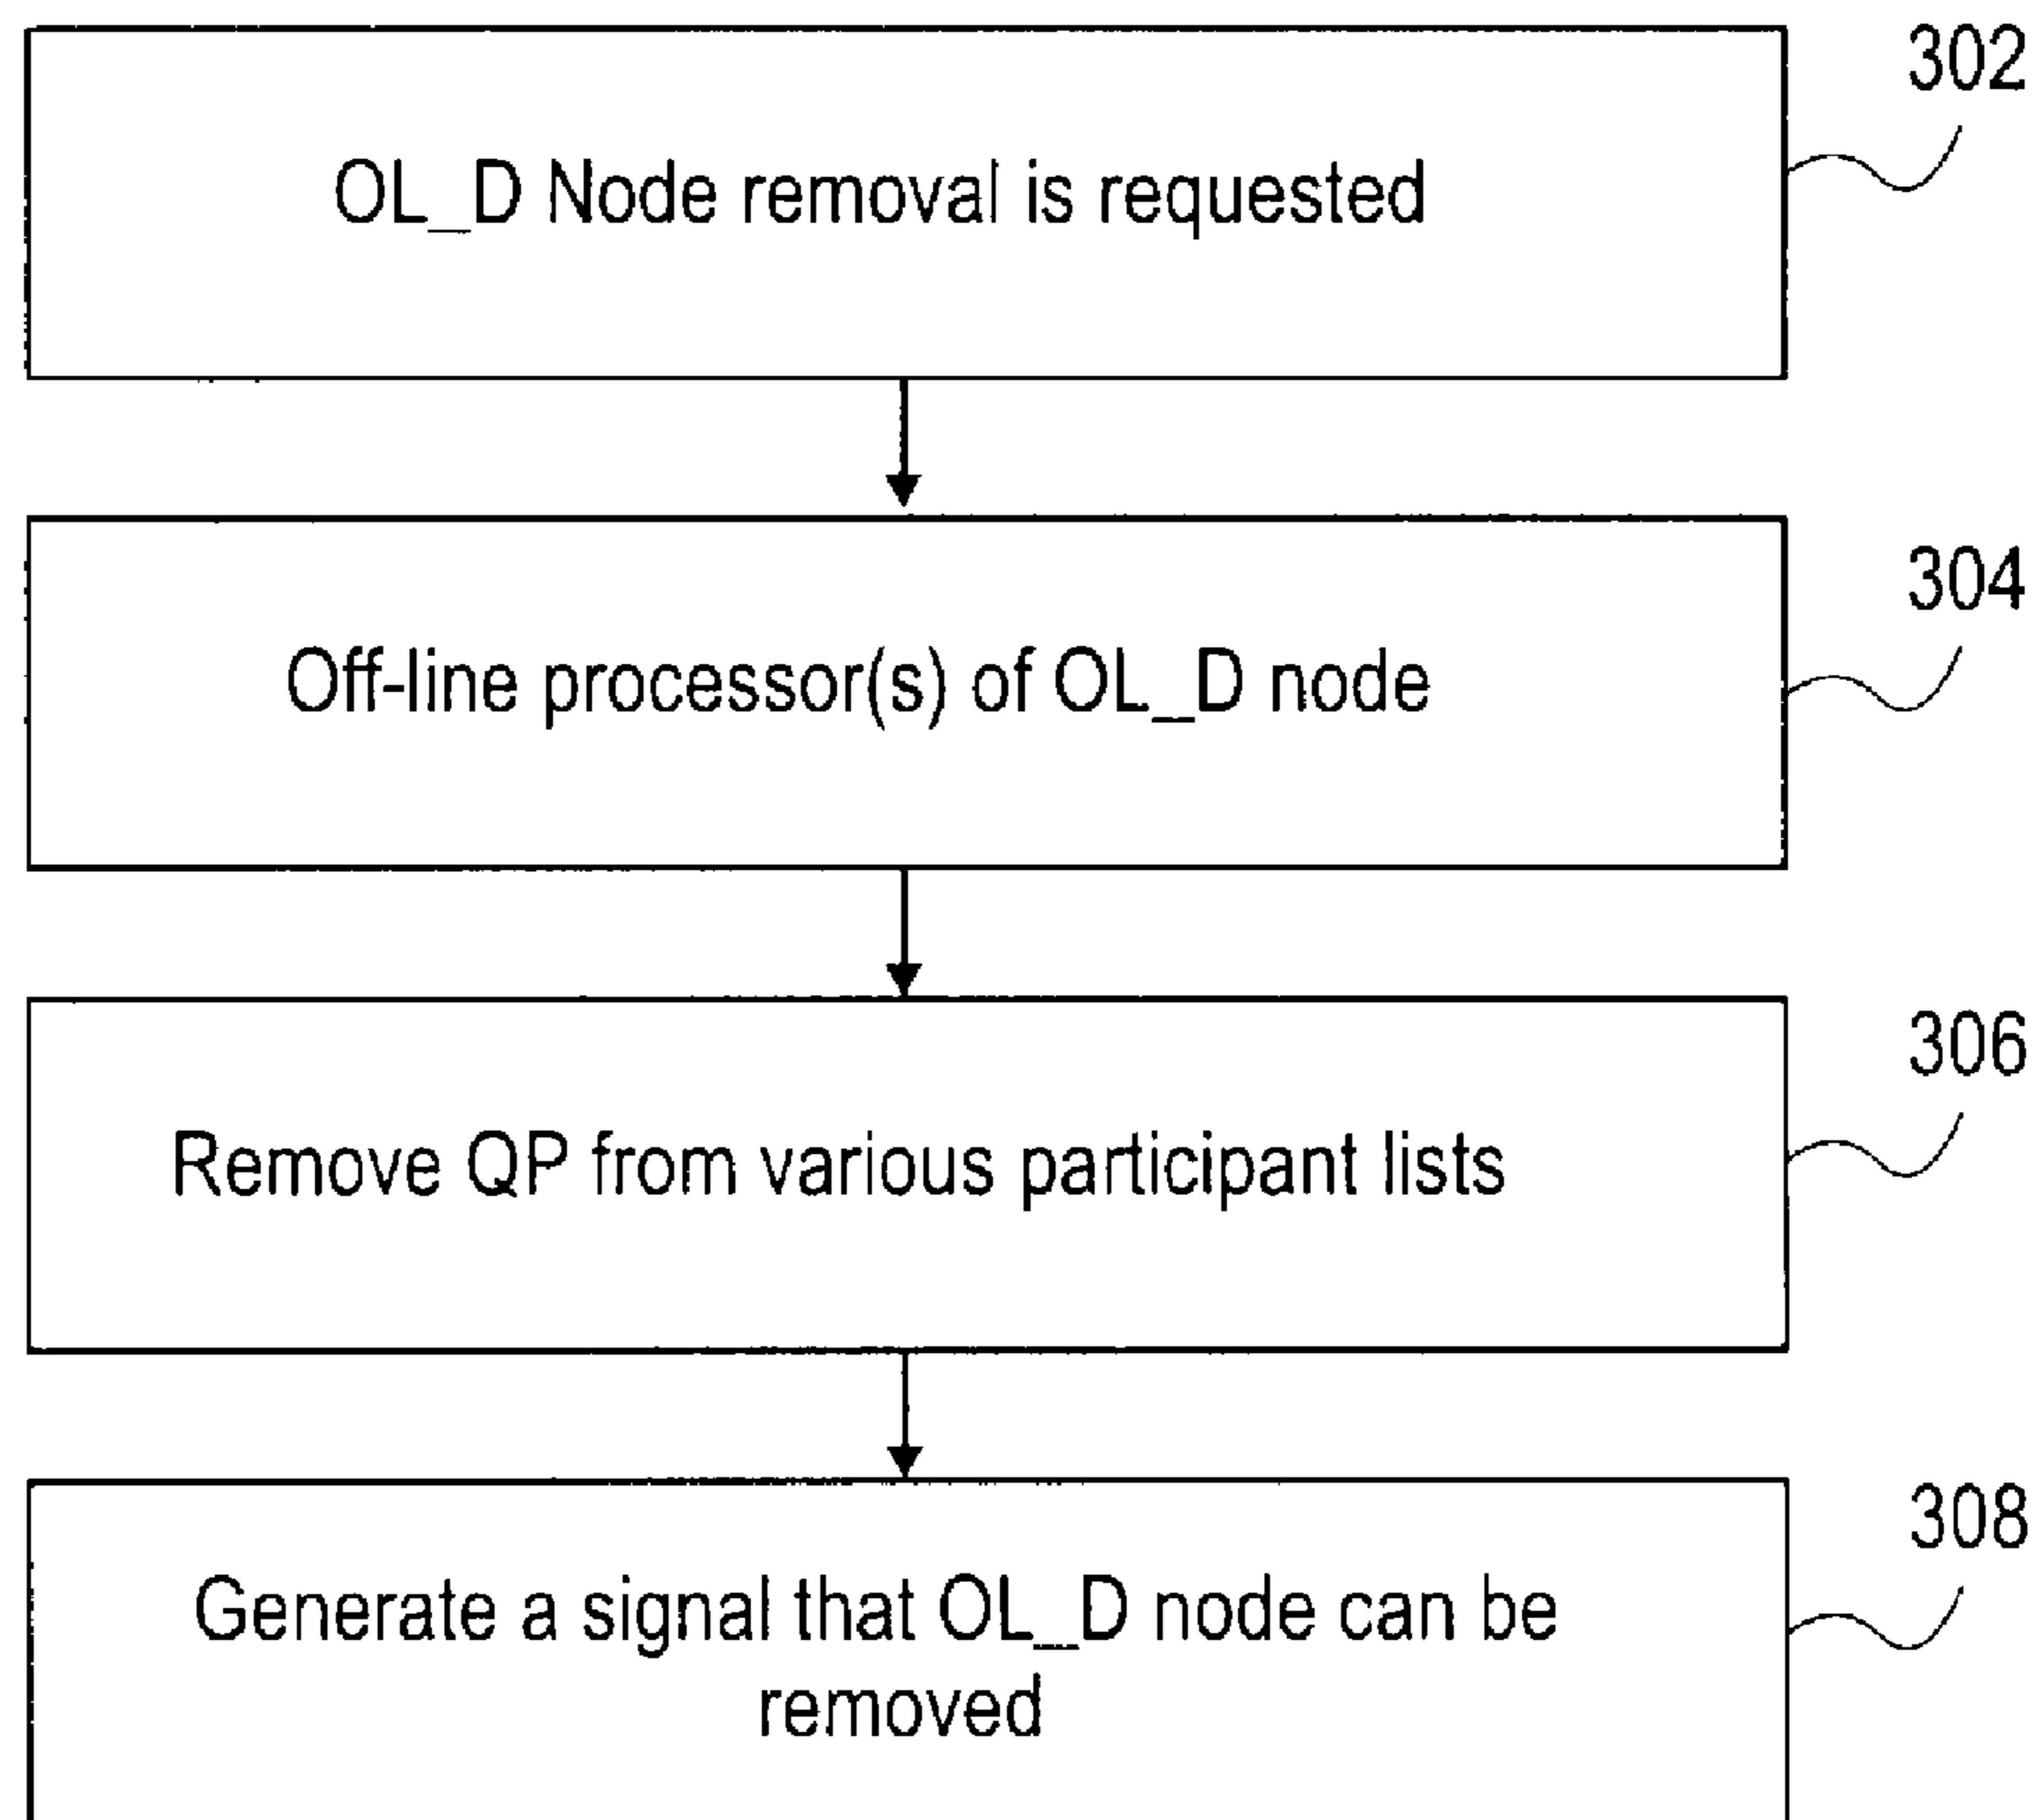 302
OL_D Node removal is requested
304
Off-line processor(s) of OL_D node
306
Remove QP from various participant lists
308
Generate a signal that OL_D node can be
removed